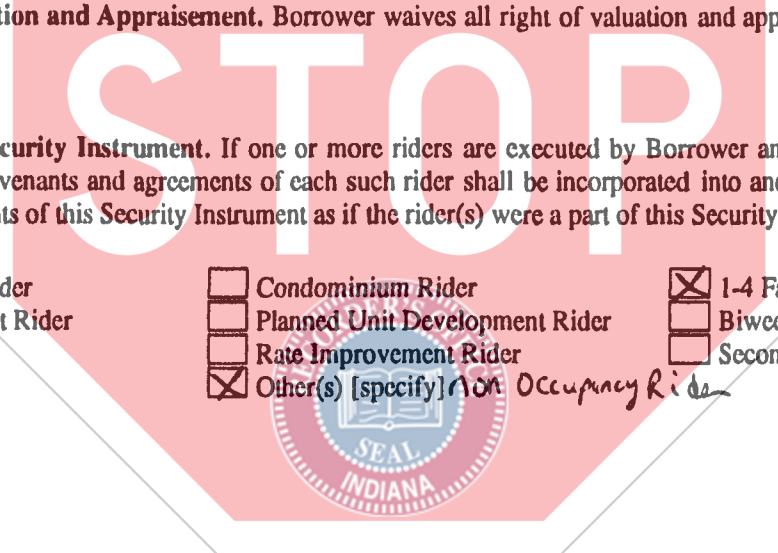 STOP
tion and Appraisement. Borrower waives all right of valuation and app
curity Instrument. If one or more riders are executed by Borrower an
venants and agreements of each such rider shall be incorporated into and
ts of this Security Instrument as if the rider(s) were a part of this Security
der Condominium Rider 1-4 Fa
t Rider Planned Unit Development Rider Biwee
Rate Improvement Rider Secon
Other(s) [specify] Non Occupancy Rider
RECORDER'S OFFICE
SEAL
INDIANA